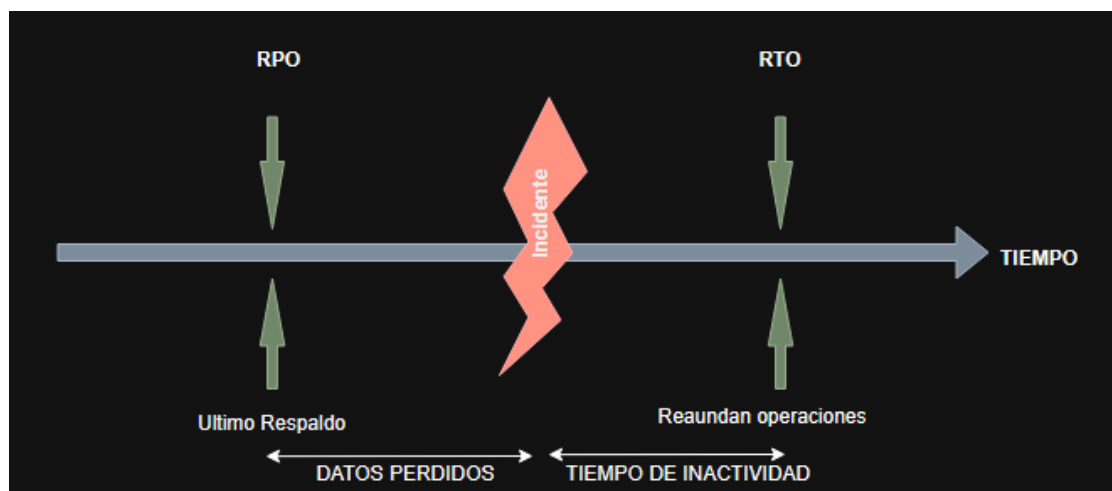 RPO
RTO
Incidente
TIEMPO
Ultimo Respaldo
Reaundan operaciones
DATOS PERDIDOS
TIEMPO DE INACTIVIDAD